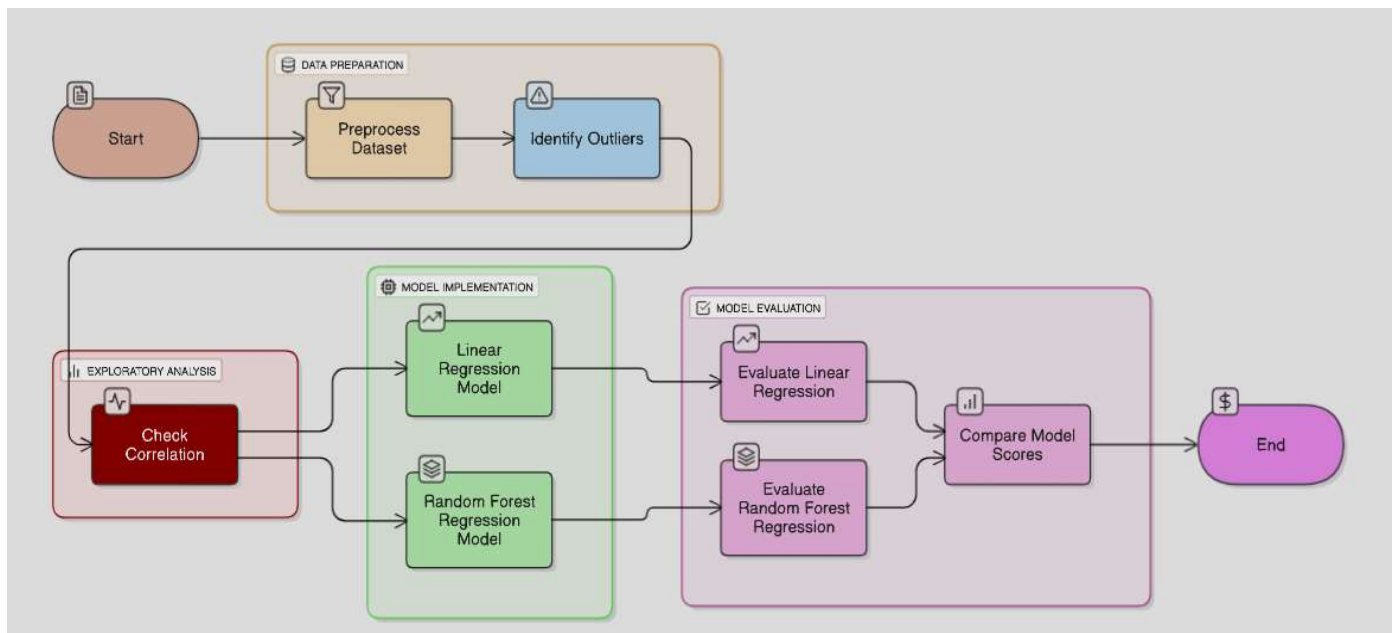 DATA PREPARATION
Start
Preprocess
Dataset
Identify Outliers
EXPLORATORY ANALYSIS
Check
Correlation
MODEL IMPLEMENTATION
Linear
Regression
Model
Random Forest
Regression
Model
MODEL EVALUATION
Evaluate Linear
Regression
Evaluate
Random Forest
Regression
Compare Model
Scores
$
End